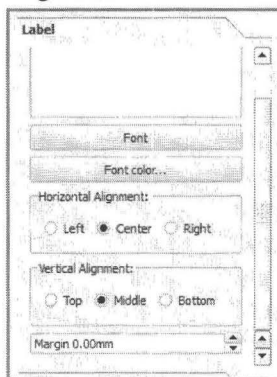 Label
Font
Font color...
Horizontal Alignment:
Left Center Right
Vertical Alignment:
Top Middle Bottom
Margin 0.00mm